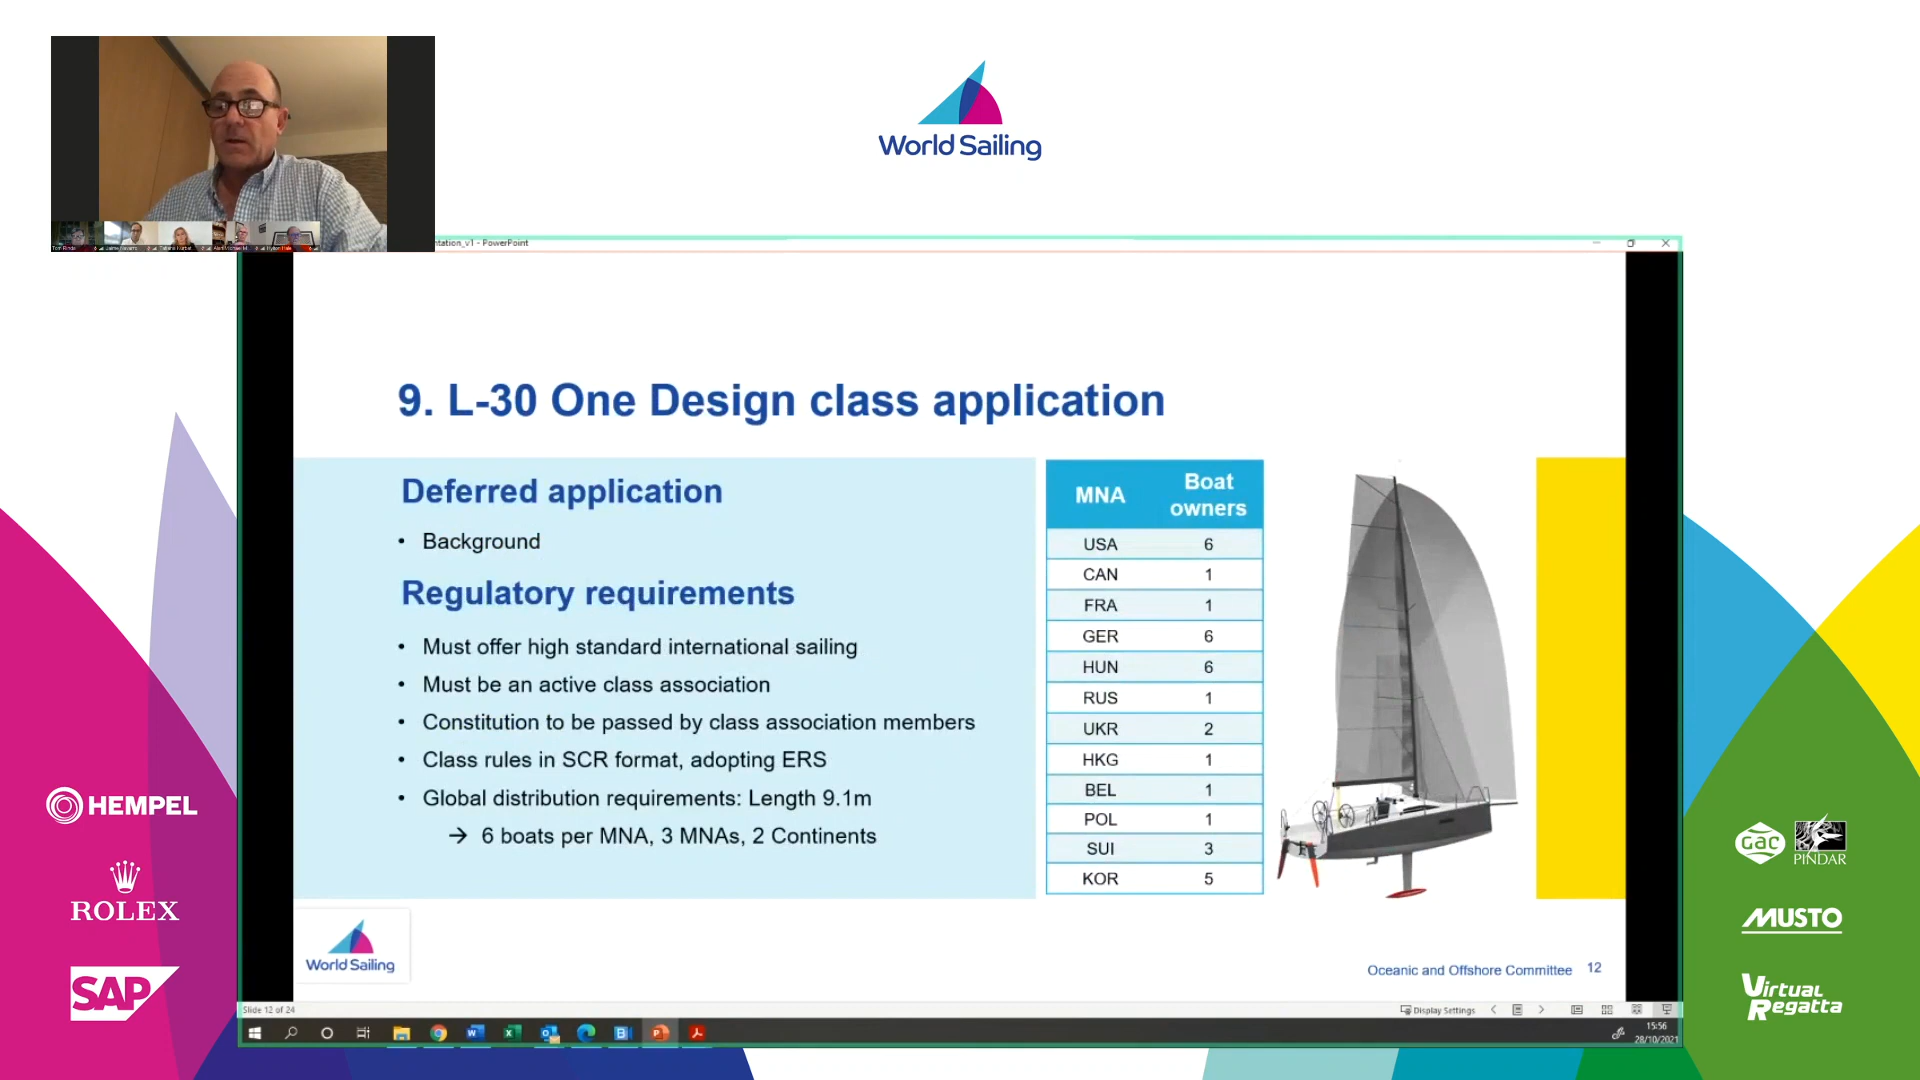 World Sailing
ntation_v1 - PowerPoint
9. L-30 One Design class application
Deferred application
• Background
Regulatory requirements
• Must offer high standard international sailing
• Must be an active class association
• Constitution to be passed by class association members
• Class rules in SCR format, adopting ERS
• Global distribution requirements: Length 9.1m
→ 6 boats per MNA, 3 MNAs, 2 Continents
MNA Boat owners
USA 6
CAN 1
FRA 1
GER 6
HUN 6
RUS 1
UKR 2
HKG 1
BEL 1
POL 1
SUI 3
KOR 5
World Sailing
Oceanic and Offshore Committee 12
Slide 12 of 24
Display Settings
15:56
28/10/2021
HEMPEL
ROLEX
SAP
GAC
PINDAR
MUSTO
Virtual
Regatta